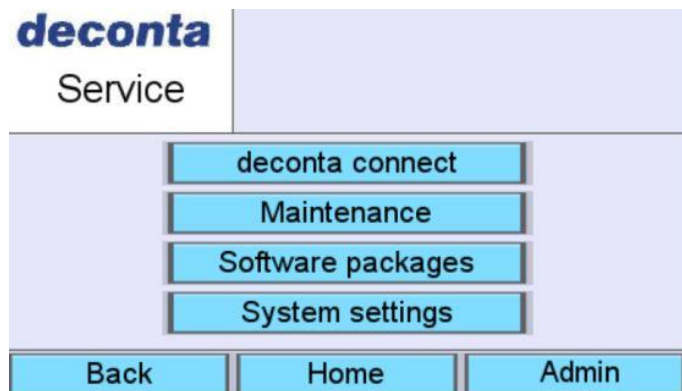 deconta
Service
deconta connect
Maintenance
Software packages
System settings
Back Home Admin